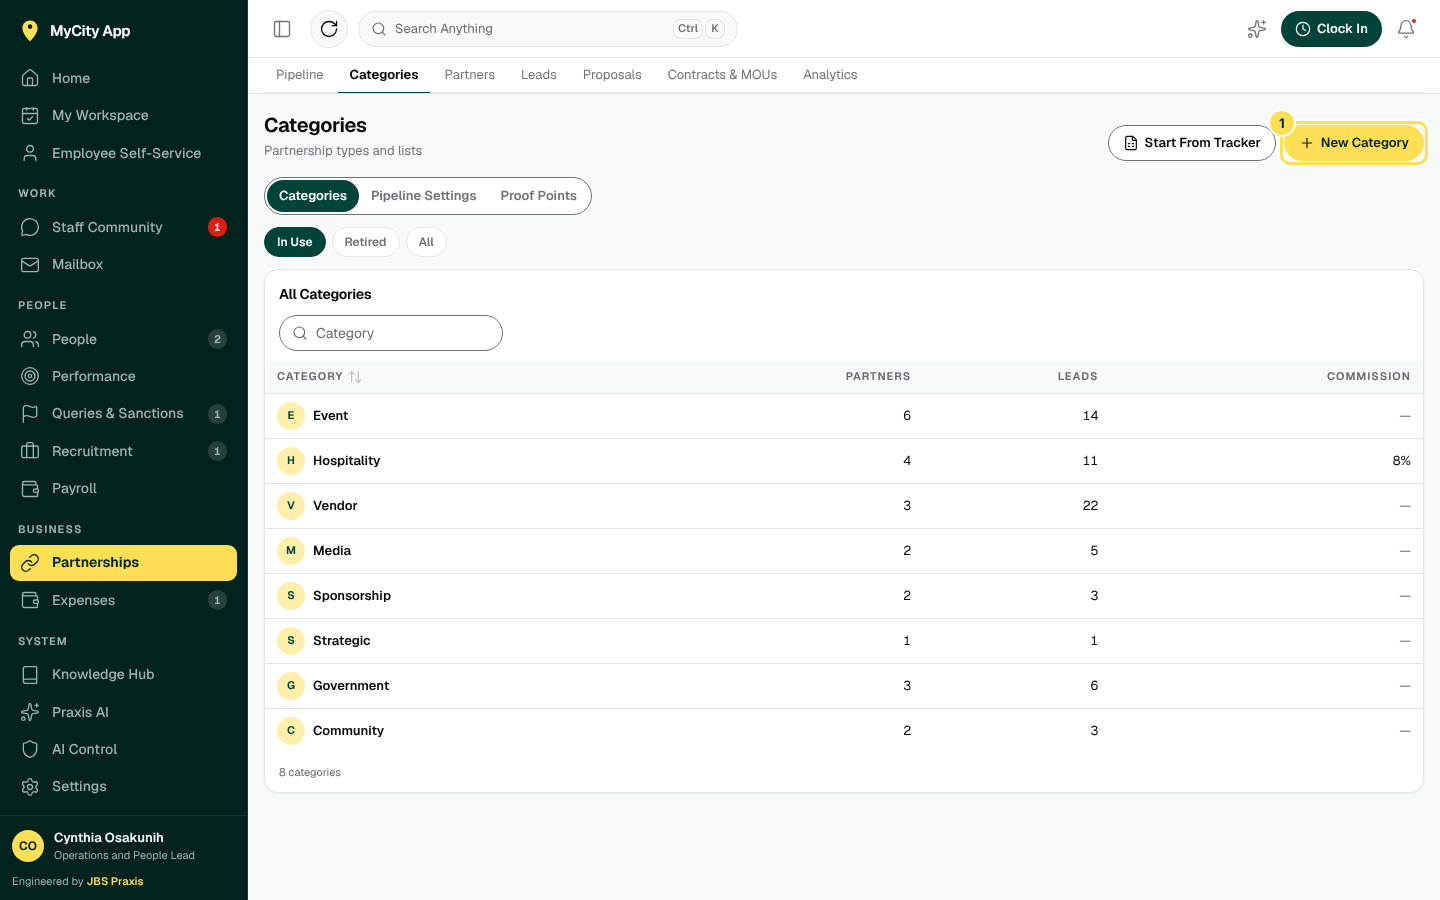 MyCity App
Home
My Workspace
Employee Self-Service
WORK
Staff Community 1
Mailbox
PEOPLE
People 2
Performance
Queries & Sanctions 1
Recruitment 1
Payroll
BUSINESS
Partnerships
Expenses 1
SYSTEM
Knowledge Hub
Praxis AI
AI Control
Settings
CO
Cynthia Osakunih
Operations and People Lead
Engineered by JBS Praxis
Search Anything Ctrl K
Clock In
Pipeline Categories Partners Leads Proposals Contracts & MOUs Analytics
Categories
Partnership types and lists
Start From Tracker
1
+ New Category
Categories Pipeline Settings Proof Points
In Use Retired All
All Categories
Category
CATEGORY PARTNERS LEADS COMMISSION
E Event 6 14 —
H Hospitality 4 11 8%
V Vendor 3 22 —
M Media 2 5 —
S Sponsorship 2 3 —
S Strategic 1 1 —
G Government 3 6 —
C Community 2 3 —
8 categories